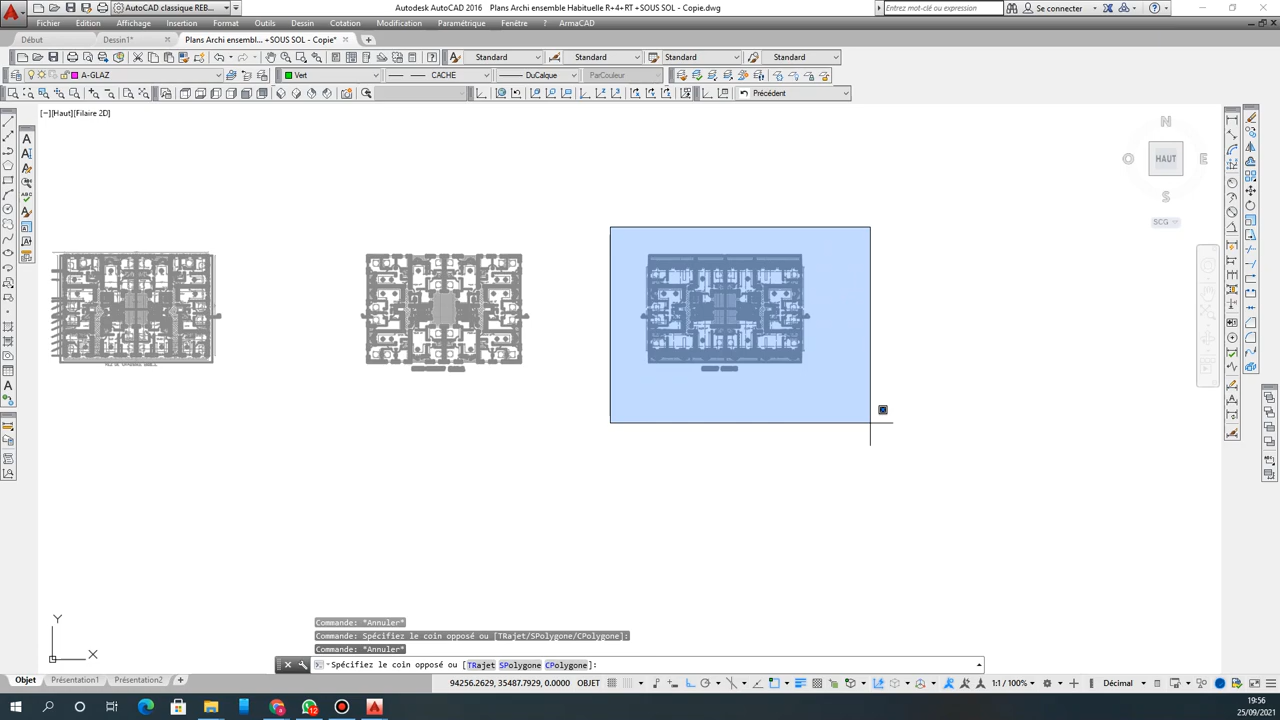 AutoCAD classique REB...
Autodesk AutoCAD 2016
Plans Archi ensemble Habituelle R+4+RT +SOUS SOL - Copie.dwg
Entrez mot-clé ou expression
Se connecter
Fichier Edition Affichage Insertion Format Outils Dessin Cotation Modification Paramétrique Fenêtre ? ArmaCAD
Début
Dessin1*
Plans Archi ensembl... +SOUS SOL - Copie*
Standard
Standard
Standard
Standard
A-GLAZ
Vert
CACHE
DuCalque
ParCouleur
Précédent
[−][Haut][Filaire 2D]
N
O
HAUT
E
S
SCG
Y
X
Commande: *Annuler*
Commande: Spécifiez le coin opposé ou [TRajet/SPolygone/CPolygone]:
Commande: *Annuler*
Spécifiez le coin opposé ou [TRajet SPolygone CPolygone]:
Objet
Présentation1
Présentation2
94256.2629, 35487.7929, 0.0000
OBJET
1:1 / 100%
Décimal
12
19:56
25/09/2021